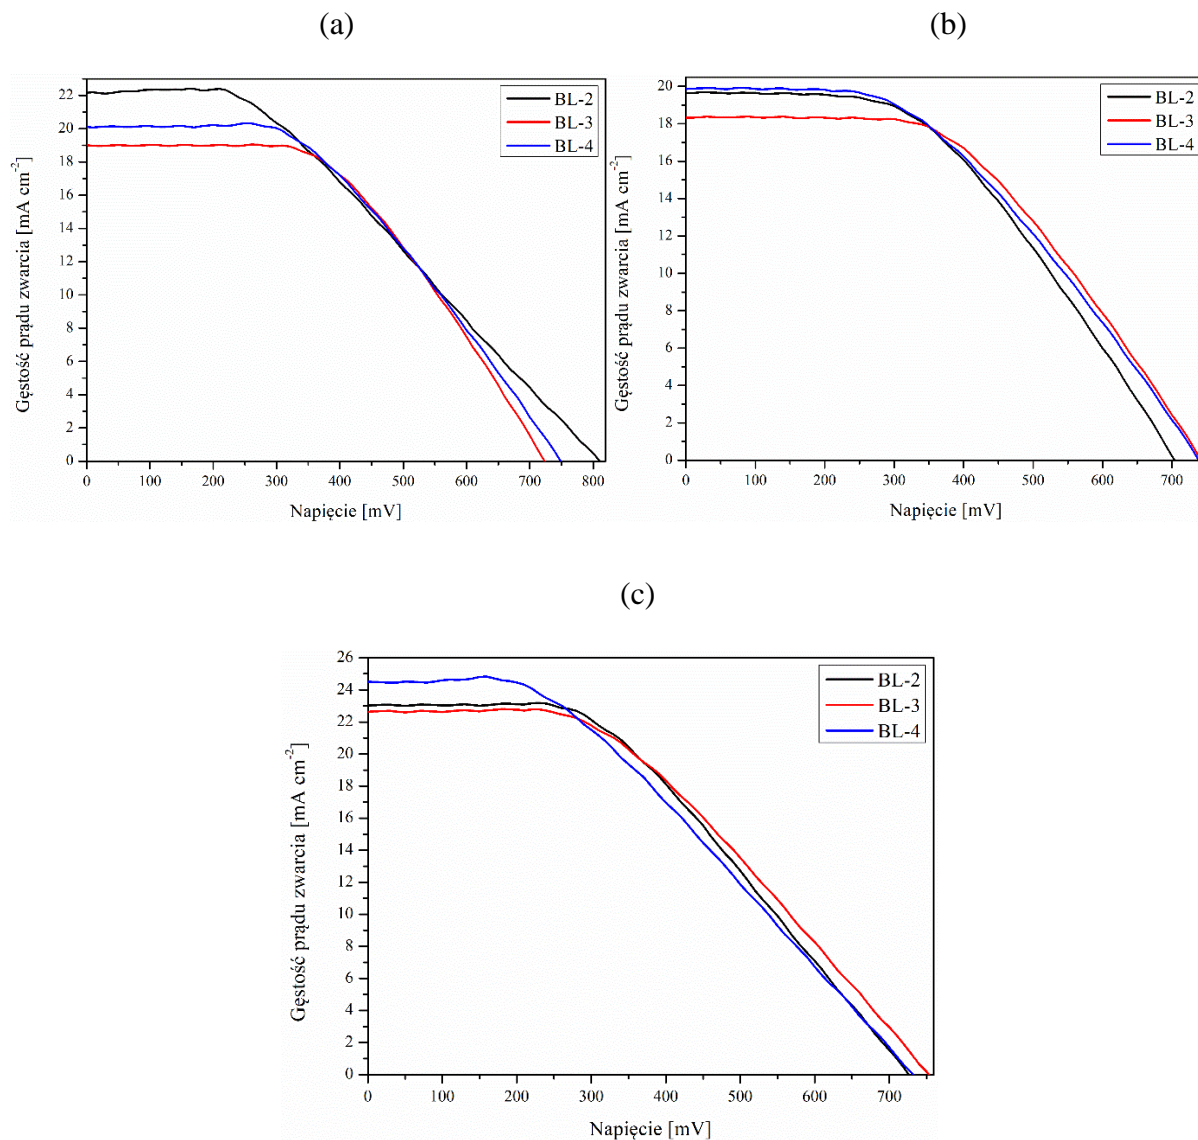 (a)
(b)
22
20
18
16
14
12
10
8
6
4
2
0
0 100 200 300 400 500 600 700 800
Gęstość prądu zwarcia [mA cm-2]
Napięcie [mV]
BL-2
BL-3
BL-4
20
18
16
14
12
10
8
6
4
2
0
0 100 200 300 400 500 600 700
Gęstość prądu zwarcia [mA cm-2]
Napięcie [mV]
BL-2
BL-3
BL-4
(c)
26
24
22
20
18
16
14
12
10
8
6
4
2
0
0 100 200 300 400 500 600 700
Gęstość prądu zwarcia [mA cm-2]
Napięcie [mV]
BL-2
BL-3
BL-4